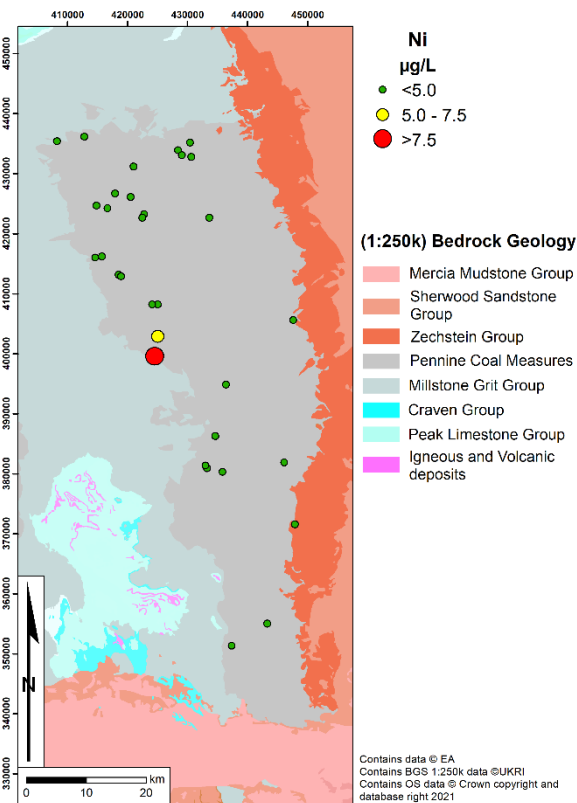 410000 420000 430000 440000 450000
450000
440000
430000
420000
410000
400000
390000
380000
370000
360000
350000
340000
330000
N
0 10 20 km
Ni
µg/L
<5.0
5.0 - 7.5
>7.5
(1:250k) Bedrock Geology
Mercia Mudstone Group
Sherwood Sandstone
Group
Zechstein Group
Pennine Coal Measures
Millstone Grit Group
Craven Group
Peak Limestone Group
Igneous and Volcanic
deposits
Contains data © EA
Contains BGS 1:250k data ©UKRI
Contains OS data © Crown copyright and
database right 2021